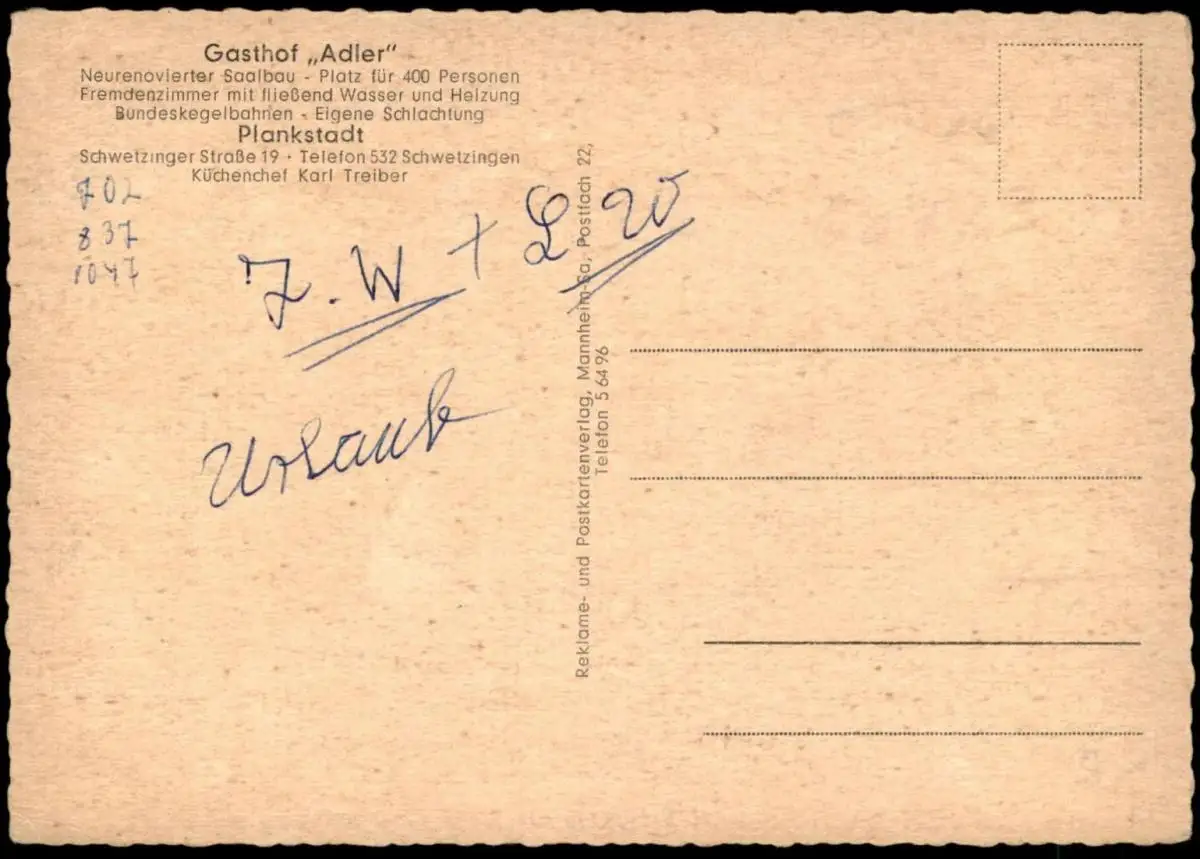 Gasthof „Adler“
Neurenovierter Saalbau - Platz für 400 Personen
Fremdenzimmer mit fließend Wasser und Heizung
Bundeskegelbahnen - Eigene Schlachtung
Plankstadt
Schwetzinger Straße 19 · Telefon 532 Schwetzingen
Küchenchef Karl Treiber
702
837
1047
J. W + L W
Urlaub
Reklame- und Postkartenverlag, Mannheim-Sa, Postfach 22,
Telefon 5 64 96